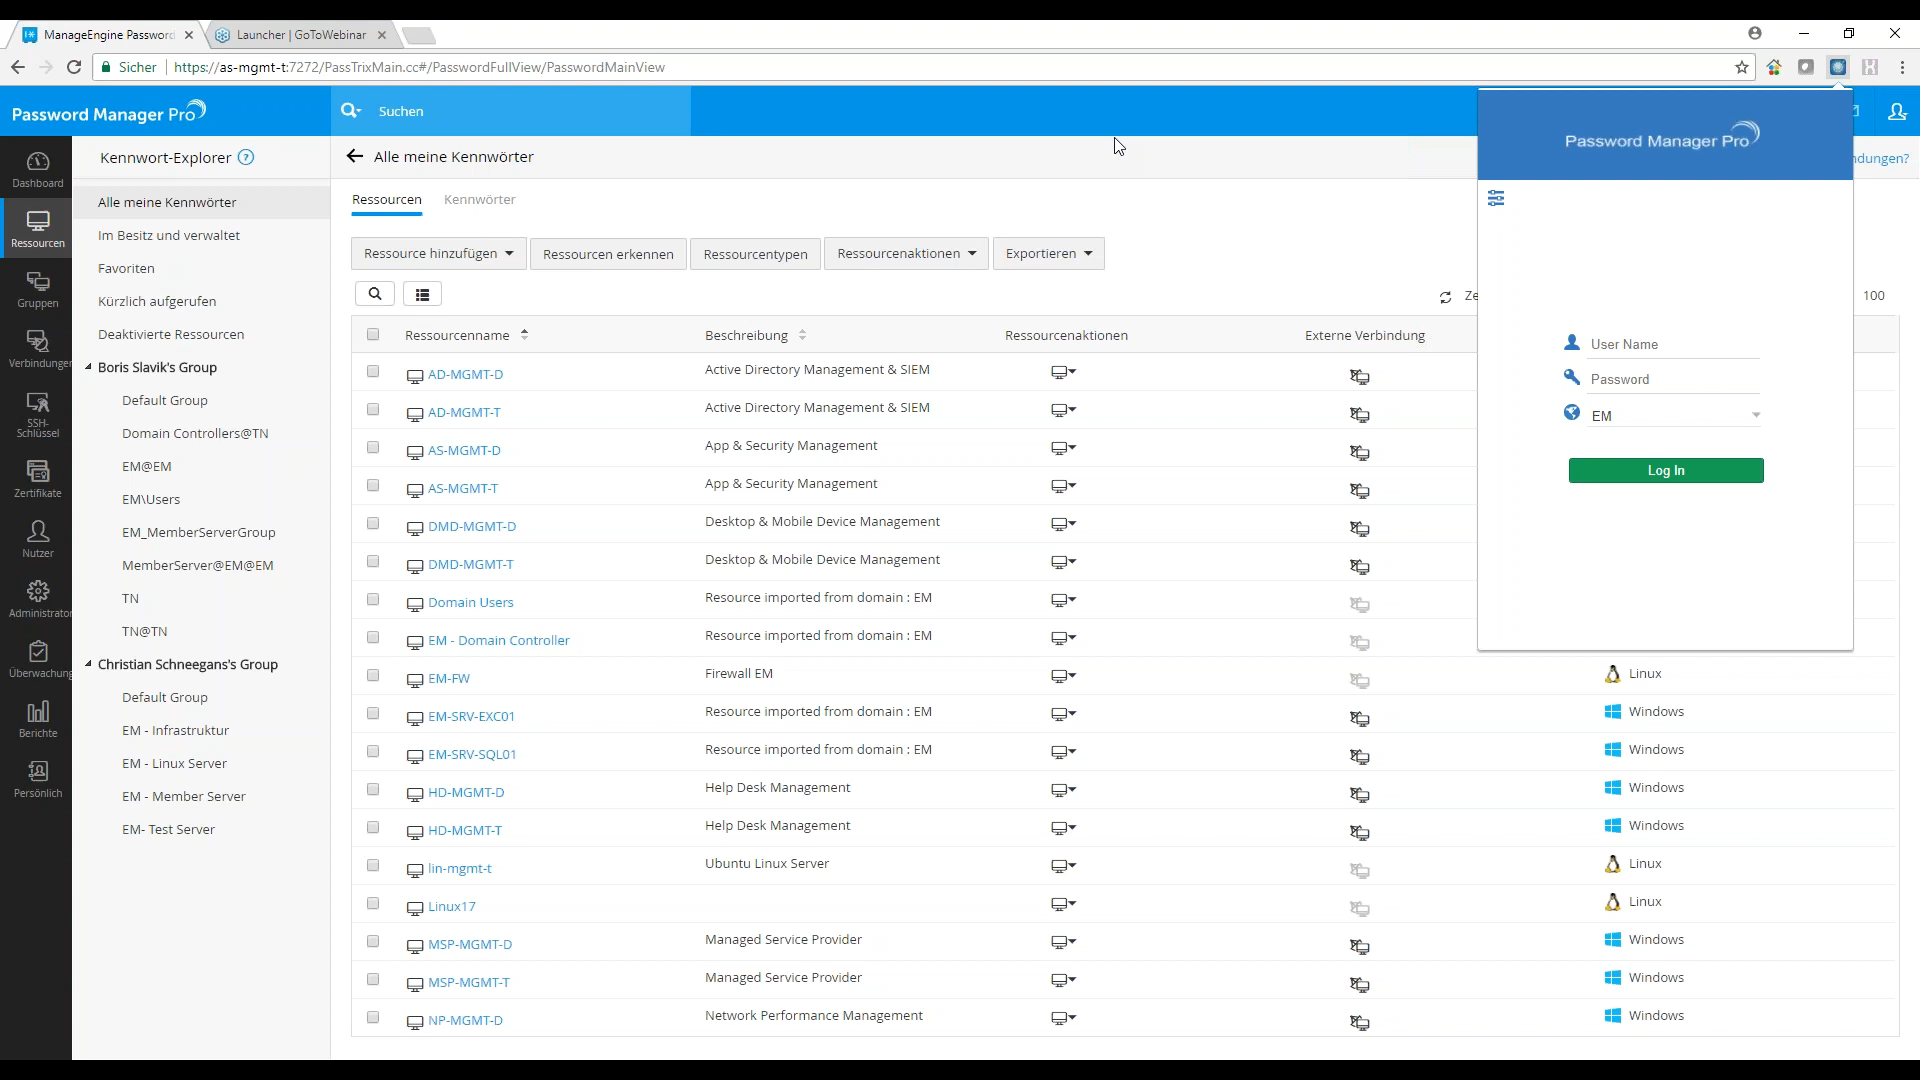 ManageEngine Password
Launcher | GoToWebinar
Sicher
https://as-mgmt-t:7272/PassTrixMain.cc#/PasswordFullView/PasswordMainView
Password Manager Pro
Suchen
Password Manager Pro
Kennwort-Explorer ?
Alle meine Kennwörter
ndungen?
Dashboard
Ressourcen
Gruppen
Verbindungen
SSH-
Schlüssel
Zertifikate
Nutzer
Administrator
Überwachung
Berichte
Persönlich
Alle meine Kennwörter
Im Besitz und verwaltet
Favoriten
Kürzlich aufgerufen
Deaktivierte Ressourcen
Boris Slavik's Group
Default Group
Domain Controllers@TN
EM@EM
EM\Users
EM_MemberServerGroup
MemberServer@EM@EM
TN
TN@TN
Christian Schneegans's Group
Default Group
EM - Infrastruktur
EM - Linux Server
EM - Member Server
EM- Test Server
Ressourcen Kennwörter
Ressource hinzufügen Ressourcen erkennen Ressourcentypen Ressourcenaktionen Exportieren
Ze 100
Ressourcenname Beschreibung Ressourcenaktionen Externe Verbindung
AD-MGMT-D Active Directory Management & SIEM
AD-MGMT-T Active Directory Management & SIEM
AS-MGMT-D App & Security Management
AS-MGMT-T App & Security Management
DMD-MGMT-D Desktop & Mobile Device Management
DMD-MGMT-T Desktop & Mobile Device Management
Domain Users Resource imported from domain : EM
EM - Domain Controller Resource imported from domain : EM
EM-FW Firewall EM Linux
EM-SRV-EXC01 Resource imported from domain : EM Windows
EM-SRV-SQL01 Resource imported from domain : EM Windows
HD-MGMT-D Help Desk Management Windows
HD-MGMT-T Help Desk Management Windows
lin-mgmt-t Ubuntu Linux Server Linux
Linux17 Linux
MSP-MGMT-D Managed Service Provider Windows
MSP-MGMT-T Managed Service Provider Windows
NP-MGMT-D Network Performance Management Windows
User Name
Password
EM
Log In